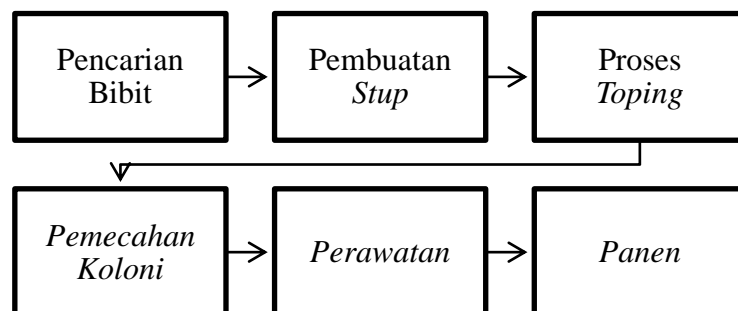 Pencarian
Bibit
Pembuatan
Stup
Proses
Toping
Pemecahan
Koloni
Perawatan
Panen